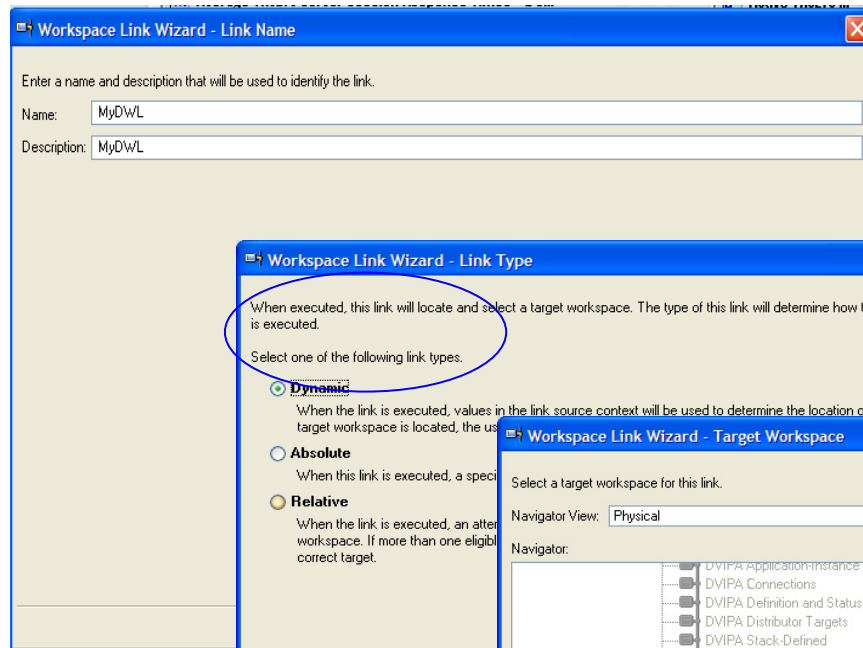 Workspace Link Wizard - Link Name
Enter a name and description that will be used to identify the link.
Name: MyDWL
Description: MyDWL
Workspace Link Wizard - Link Type
When executed, this link will locate and select a target workspace. The type of this link will determine how
is executed.
Select one of the following link types.
Dynamic
When the link is executed, values in the link source context will be used to determine the location
target workspace is located, the
Absolute
When this link is executed, a
Relative
When the link is executed, an
workspace. If more than one
correct target.
Workspace Link Wizard - Target Workspace
Select a target workspace for this link.
Navigator View: Physical
Navigator:
DVIPA Application-Instance
DVIPA Connections
DVIPA Definition and Status
DVIPA Distributor Targets
DVIPA Stack-Defined